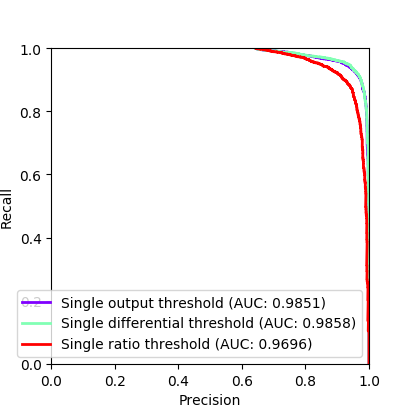 1.0
0.8
0.6
0.4
0.2
0.0
Recall
Single output threshold (AUC: 0.9851)
Single differential threshold (AUC: 0.9858)
Single ratio threshold (AUC: 0.9696)
0.0 0.2 0.4 0.6 0.8 1.0
Precision